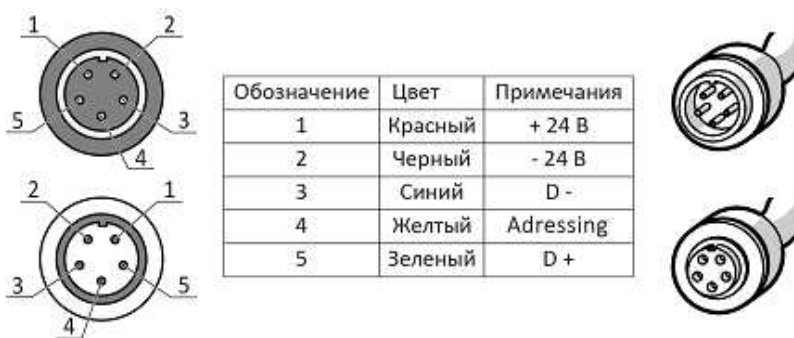 1 2
5 3
4
2 1
3 5
4
Обозначение Цвет Примечания
1 Красный + 24 В
2 Черный - 24 В
3 Синий D -
4 Желтый Adressing
5 Зеленый D +